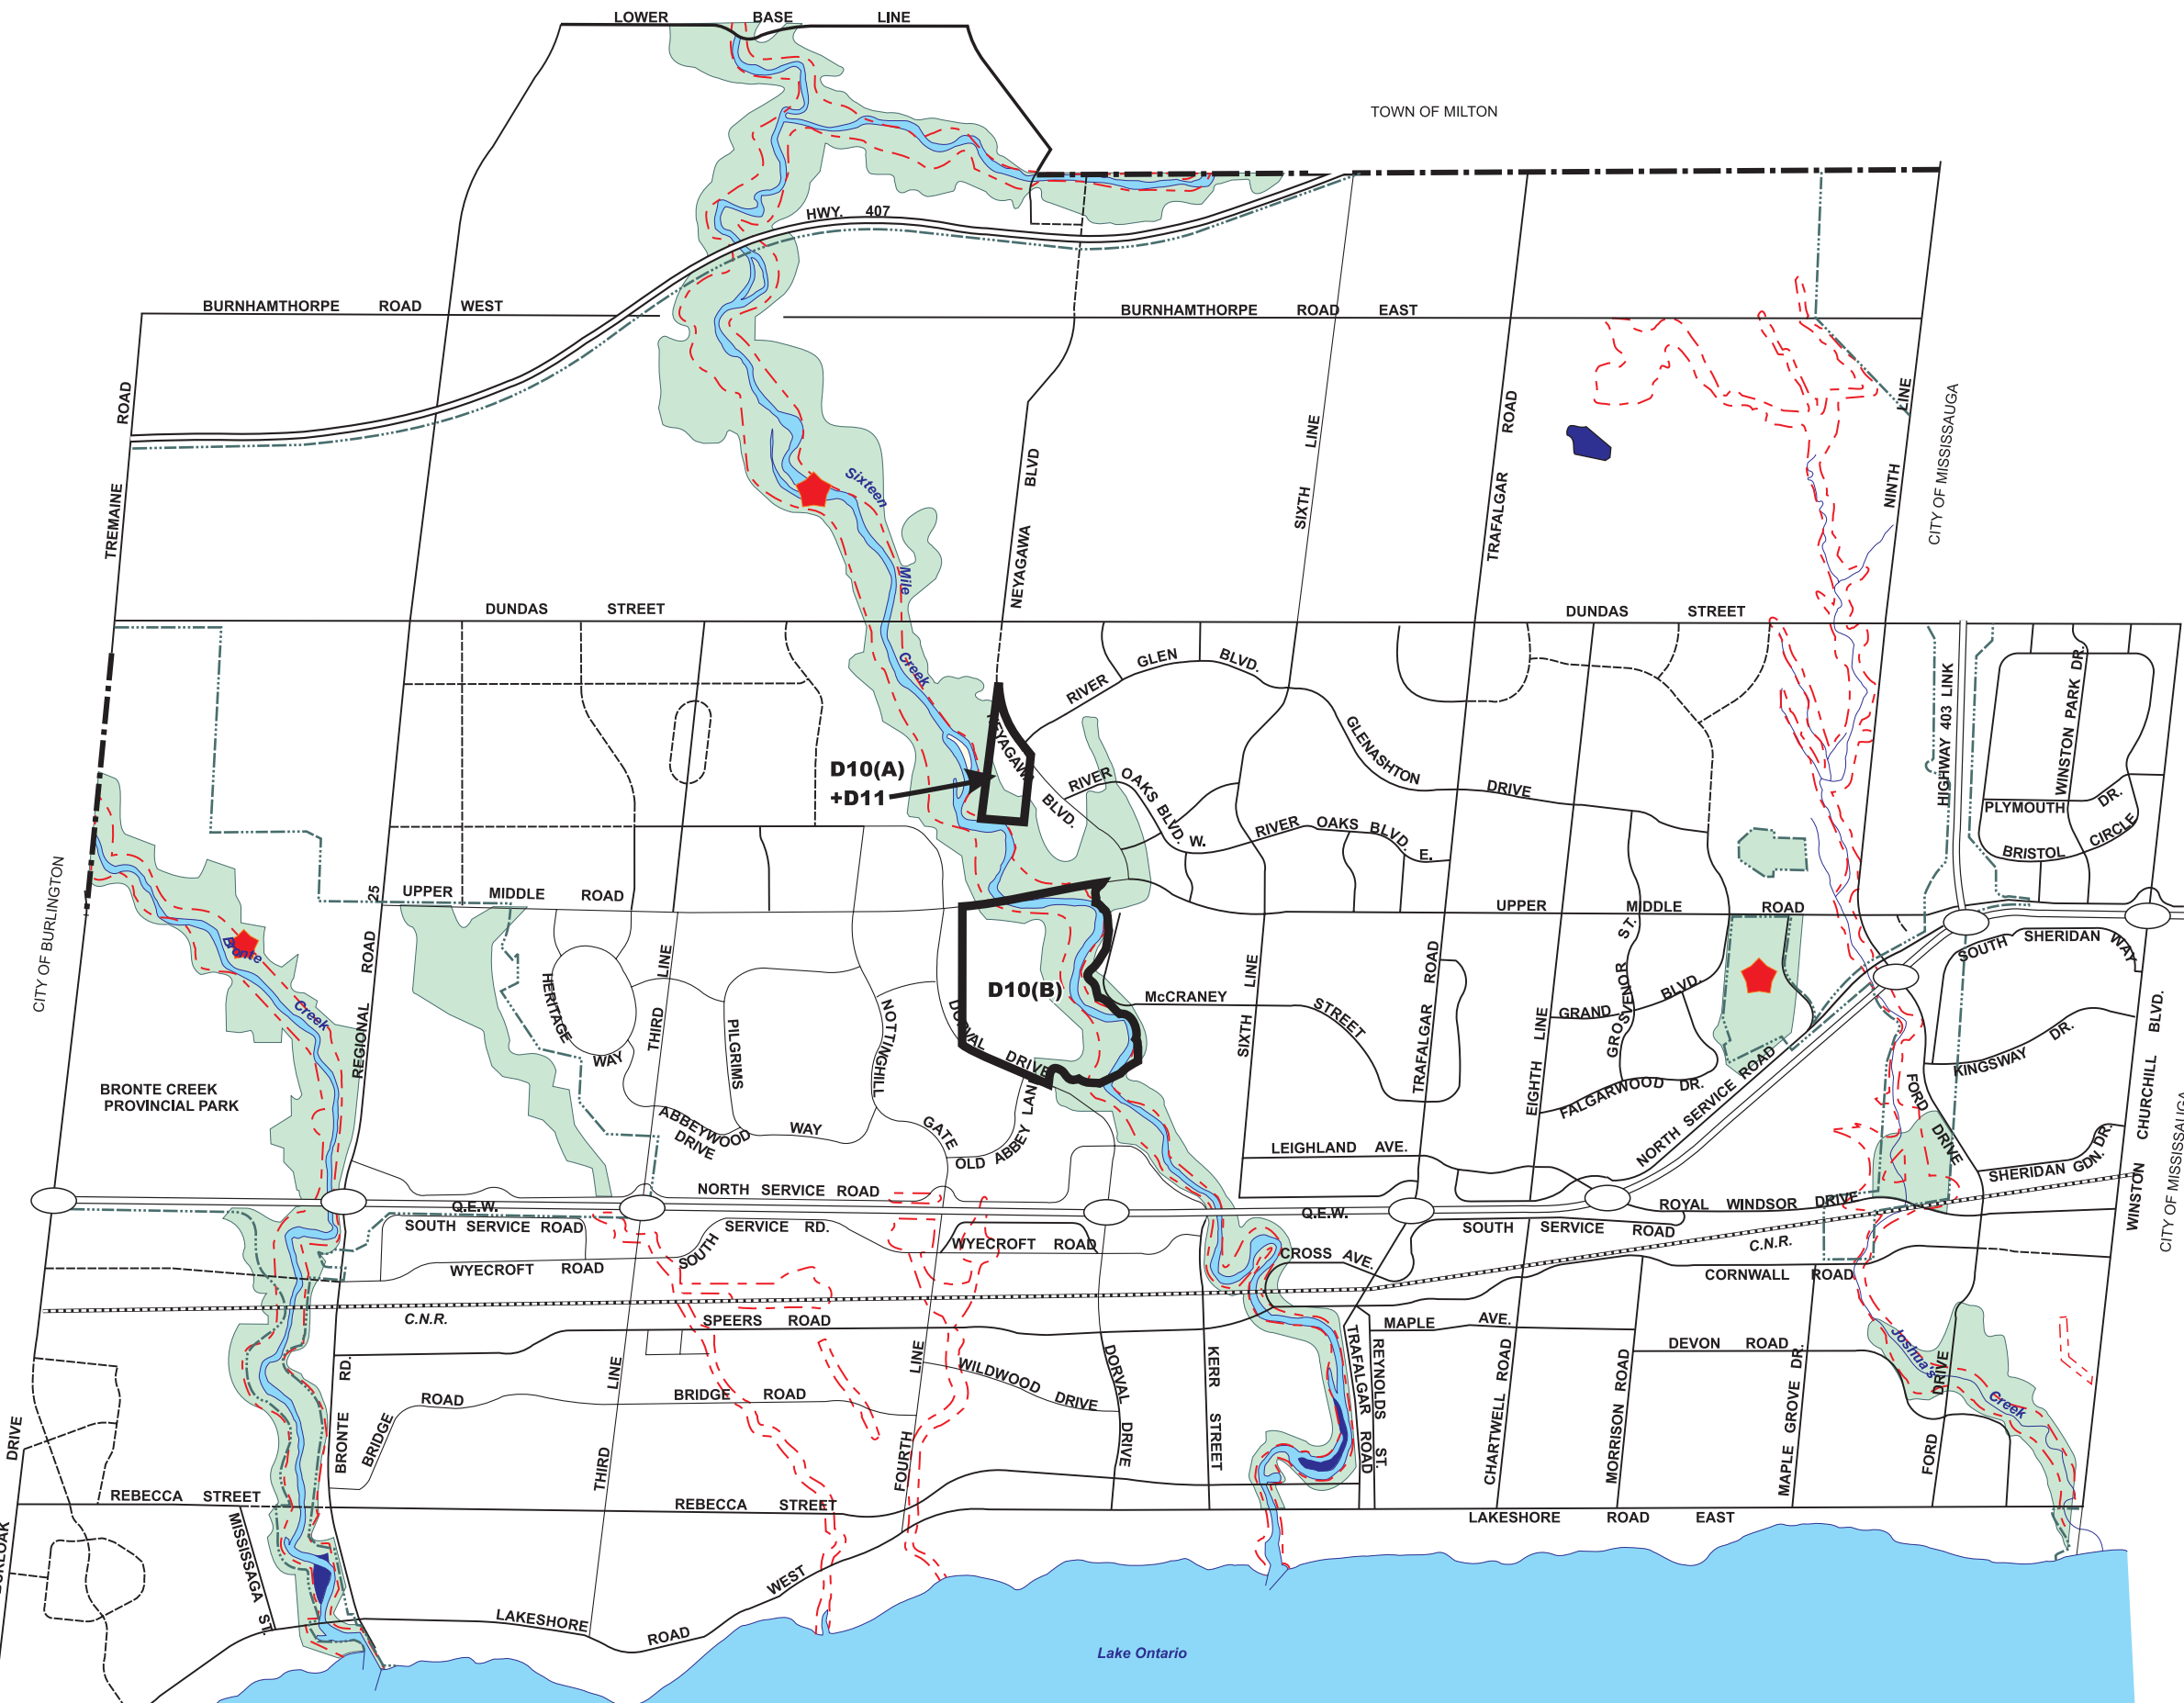 LOWER BASE LINE
TOWN OF MILTON
HWY. 407
BURNHAMTHORPE ROAD WEST
BURNHAMTHORPE ROAD EAST
TREMAINE ROAD
NEYAGAWA BLVD
SIXTH LINE
TRAFALGAR ROAD
NINTH LINE
CITY OF MISSISSAUGA
Sixteen
Mile
Creek
DUNDAS STREET
DUNDAS STREET
RIVER GLEN BLVD.
GLENASHTON DRIVE
HIGHWAY 403 LINK
WINSTON PARK DR.
PLYMOUTH DR.
BRISTOL CIRCLE
NEYAGAWA BLVD.
D10(A)
+D11
RIVER OAKS BLVD. W.
RIVER OAKS BLVD. E.
CITY OF BURLINGTON
REGIONAL ROAD 25
UPPER MIDDLE ROAD
UPPER MIDDLE ROAD
Bronte
Creek
BRONTE CREEK
PROVINCIAL PARK
HERITAGE WAY
THIRD LINE
PILGRIMS
NOTTINGHILL
GATE
D10(B)
DORVAL DRIVE
McCRANEY STREET
SIXTH LINE
TRAFALGAR ROAD
EIGHTH LINE
GRAND BLVD.
GROSVENOR ST.
FALGARWOOD DR.
NORTH SERVICE ROAD
SOUTH SHERIDAN WAY
KINGSWAY DR.
FORD DRIVE
SHERIDAN GDN. DR.
WINSTON CHURCHILL BLVD.
CITY OF MISSISSAUGA
ABBEYWOOD
DRIVE
WAY
OLD ABBEY LANE
LEIGHLAND AVE.
NORTH SERVICE ROAD
Q.E.W.
Q.E.W.
SOUTH SERVICE ROAD
SOUTH SERVICE RD.
WYECROFT ROAD
WYECROFT ROAD
CROSS AVE.
SOUTH SERVICE ROAD
ROYAL WINDSOR DRIVE
C.N.R.
C.N.R.
CORNWALL ROAD
SPEERS ROAD
MAPLE AVE.
DEVON ROAD
BRONTE RD.
BRIDGE ROAD
BRIDGE ROAD
THIRD LINE
FOURTH LINE
WILDWOOD DRIVE
DORVAL DRIVE
KERR STREET
TRAFALGAR ROAD
REYNOLDS ST.
CHARTWELL ROAD
MORRISON ROAD
MAPLE GROVE DR.
FORD DRIVE
Joshua's
Creek
DRIVE
REBECCA STREET
REBECCA STREET
MISSISSAGA ST.
LAKESHORE ROAD WEST
LAKESHORE ROAD EAST
Lake Ontario